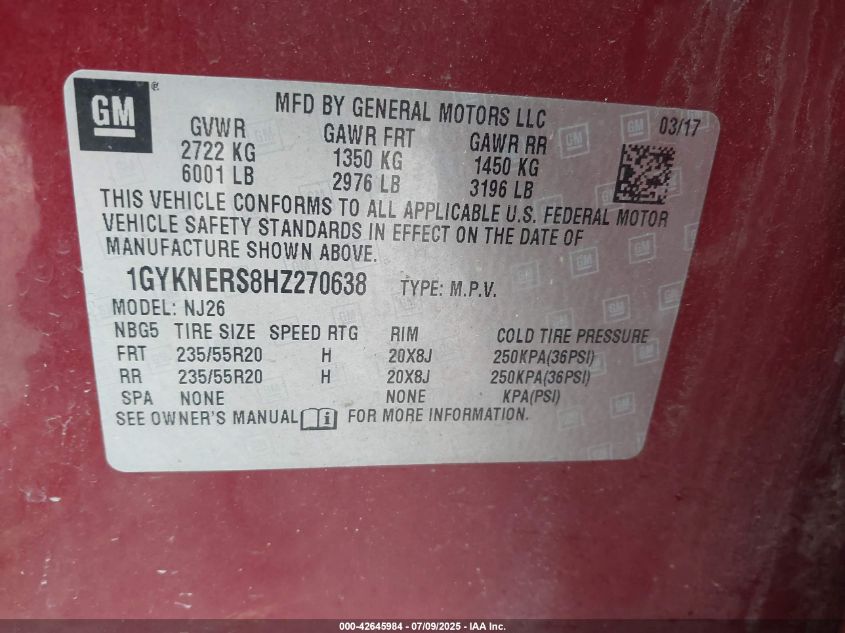 GM ®
MFD BY GENERAL MOTORS LLC
03/17
GVWR GAWR FRT GAWR RR
2722 KG 1350 KG 1450 KG
6001 LB 2976 LB 3196 LB
THIS VEHICLE CONFORMS TO ALL APPLICABLE U.S. FEDERAL MOTOR
VEHICLE SAFETY STANDARDS IN EFFECT ON THE DATE OF
MANUFACTURE SHOWN ABOVE.
1GYKNERS8HZ270638 TYPE: M.P.V.
MODEL: NJ26
NBG5 TIRE SIZE SPEED RTG RIM COLD TIRE PRESSURE
FRT 235/55R20 H 20X8J 250KPA(36PSI)
RR 235/55R20 H 20X8J 250KPA(36PSI)
SPA NONE NONE KPA(PSI)
SEE OWNER'S MANUAL i FOR MORE INFORMATION.
000-42645984 | 07/09/2025 - IAA Inc.